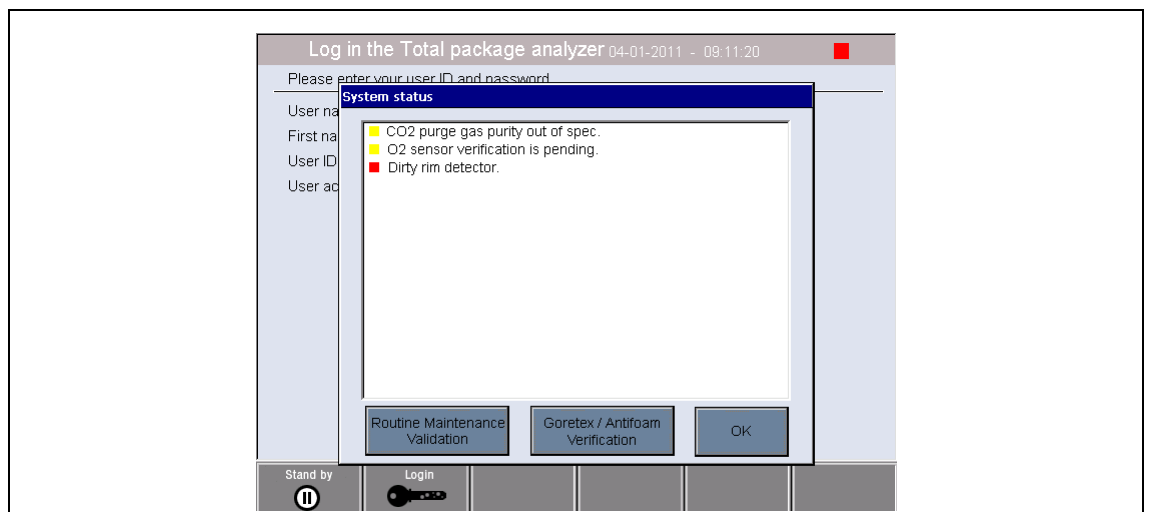 Log in the Total package analyzer 04-01-2011 - 09:11:20
Please enter your user ID and password
System status
User na
First na
User ID
User ac
CO2 purge gas purity out of spec.
O2 sensor verification is pending.
Dirty rim detector.
Routine Maintenance
Validation
Goretex / Antifoam
Verification
OK
Stand by
Login